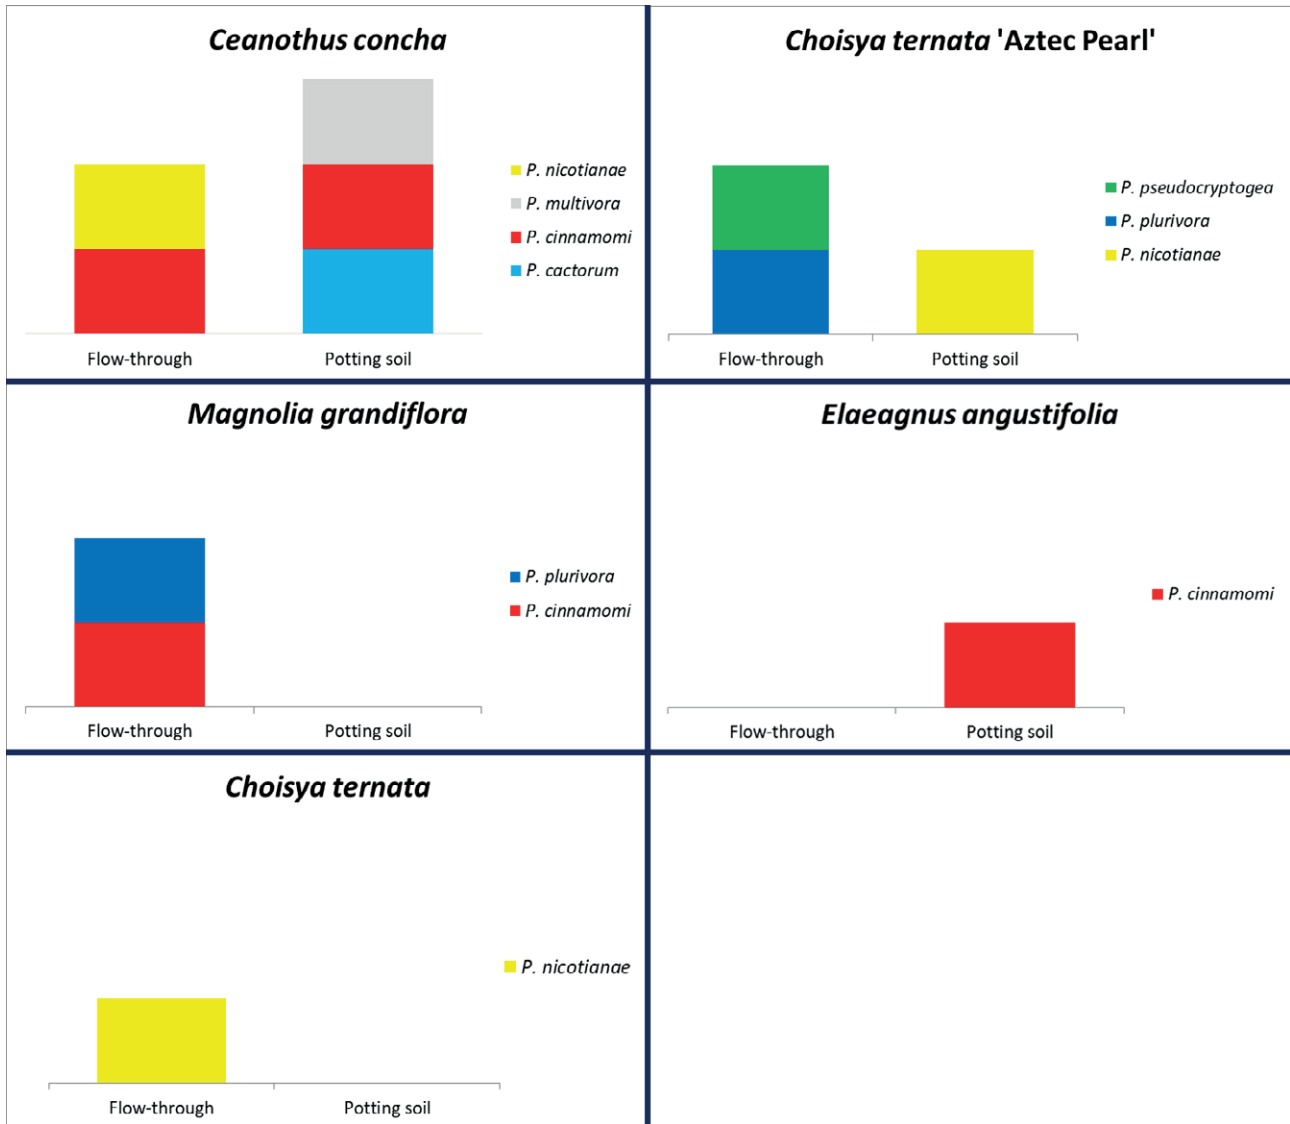 Ceanothus concha
P. nicotianae
P. multivora
P. cinnamomi
P. cactorum
Flow-through
Potting soil
Choisya ternata 'Aztec Pearl'
P. pseudocryptogea
P. plurivora
P. nicotianae
Flow-through
Potting soil
Magnolia grandiflora
P. plurivora
P. cinnamomi
Flow-through
Potting soil
Elaeagnus angustifolia
P. cinnamomi
Flow-through
Potting soil
Choisya ternata
P. nicotianae
Flow-through
Potting soil